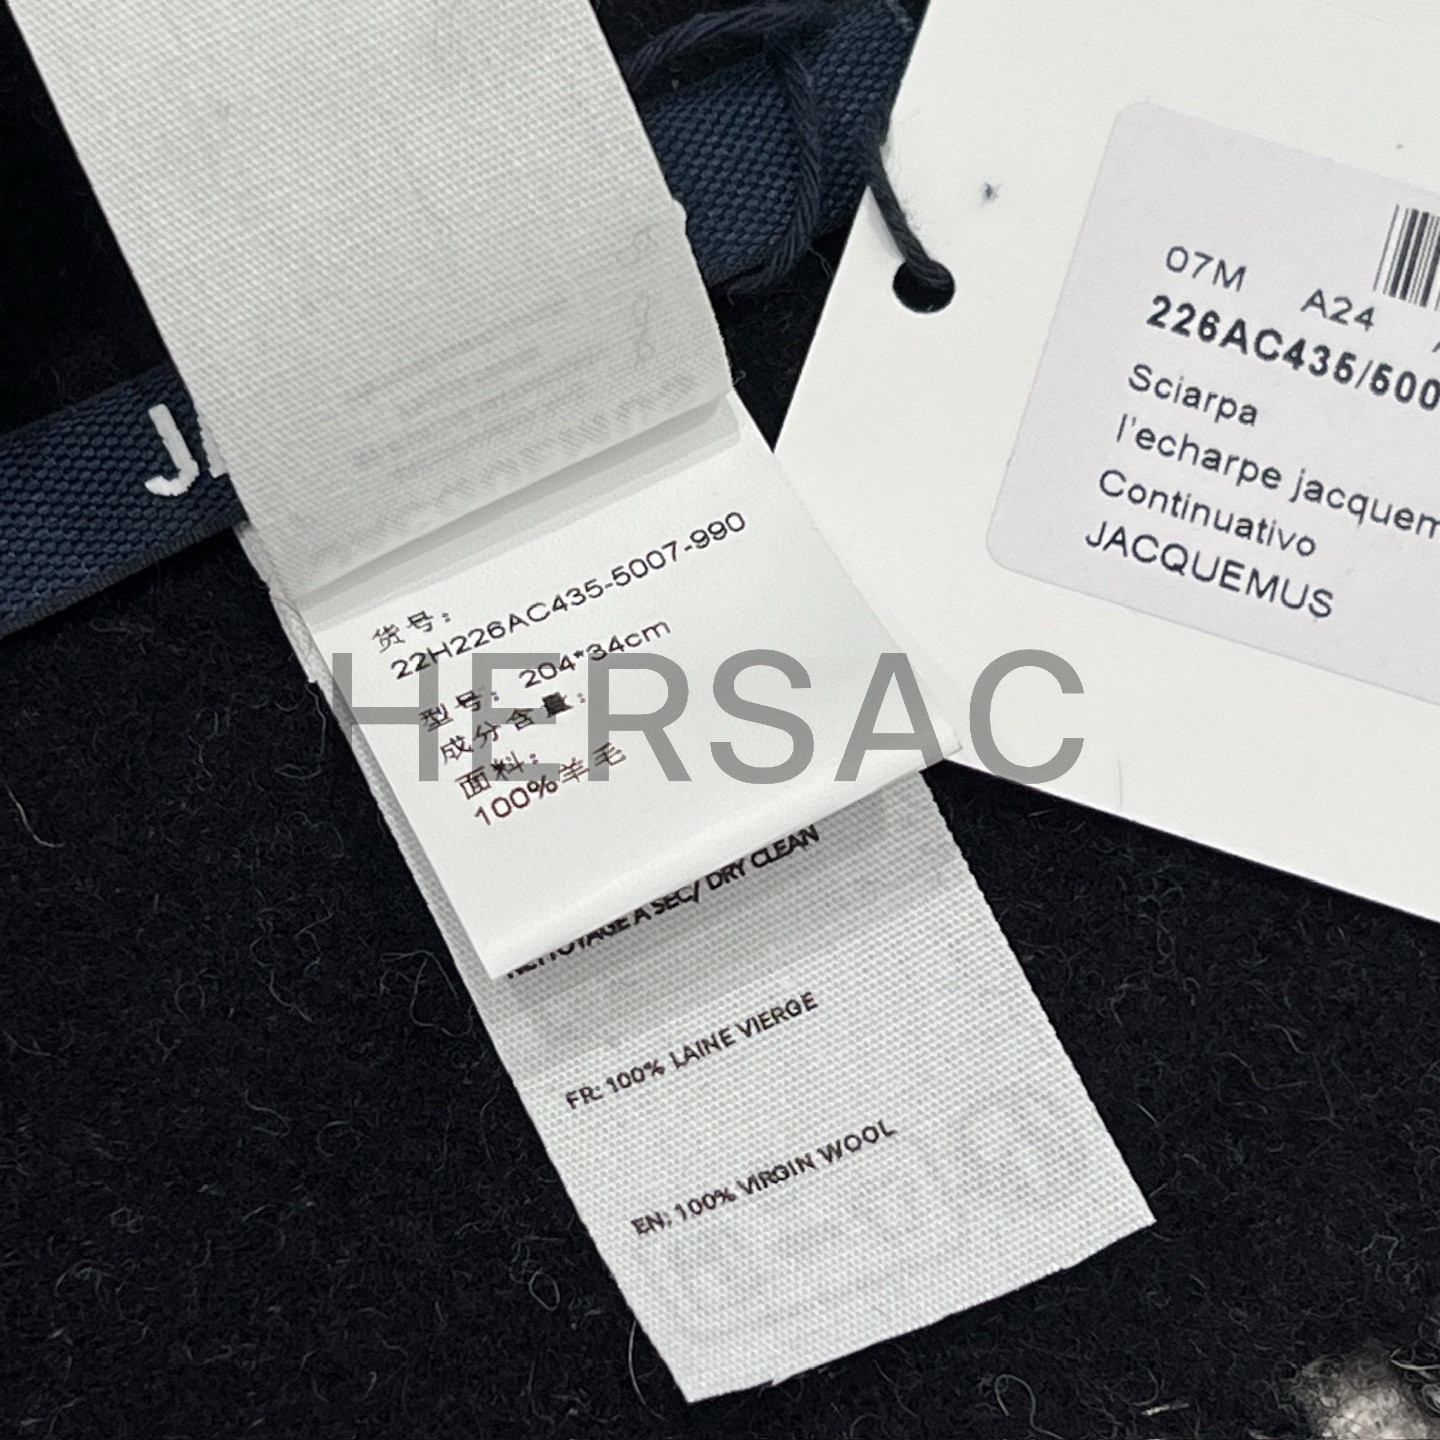 货号:
22H226AC435-5007-990
型号: 204*34cm
成分含量:
面料:
100%羊毛
NETTOYAGE A SEC/ DRY CLEAN
FR: 100% LAINE VIERGE
EN: 100% VIRGIN WOOL
07M A24
226AC435/500
Sciarpa
l'echarpe jacquem
Continuativo
JACQUEMUS
HERSAC